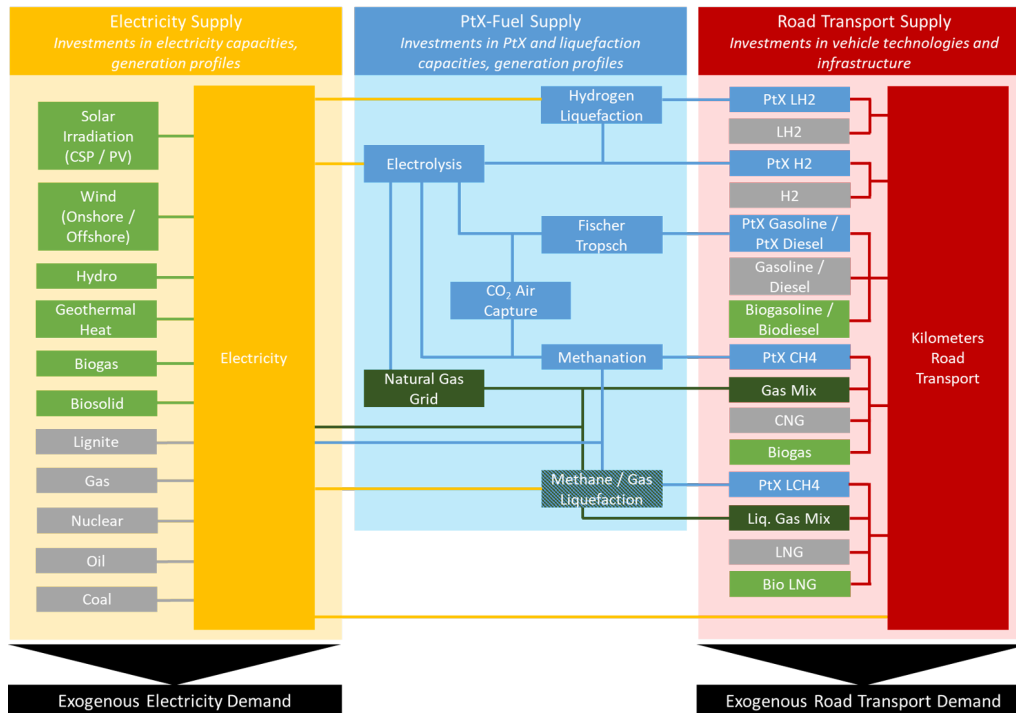 Electricity Supply
Investments in electricity capacities,
generation profiles
Solar
Irradiation
(CSP / PV)
Wind
(Onshore /
Offshore)
Hydro
Geothermal
Heat
Biogas
Biosolid
Lignite
Gas
Nuclear
Oil
Coal
Electricity
Exogenous Electricity Demand
PtX-Fuel Supply
Investments in PtX and liquefaction
capacities, generation profiles
Hydrogen
Liquefaction
Electrolysis
Fischer
Tropsch
CO₂ Air
Capture
Methanation
Natural Gas
Grid
Methane / Gas
Liquefaction
Road Transport Supply
Investments in vehicle technologies and
infrastructure
PtX LH2
LH2
PtX H2
H2
PtX Gasoline /
PtX Diesel
Gasoline /
Diesel
Biogasoline /
Biodiesel
PtX CH4
Gas Mix
CNG
Biogas
PtX LCH4
Liq. Gas Mix
LNG
Bio LNG
Kilometers
Road
Transport
Exogenous Road Transport Demand